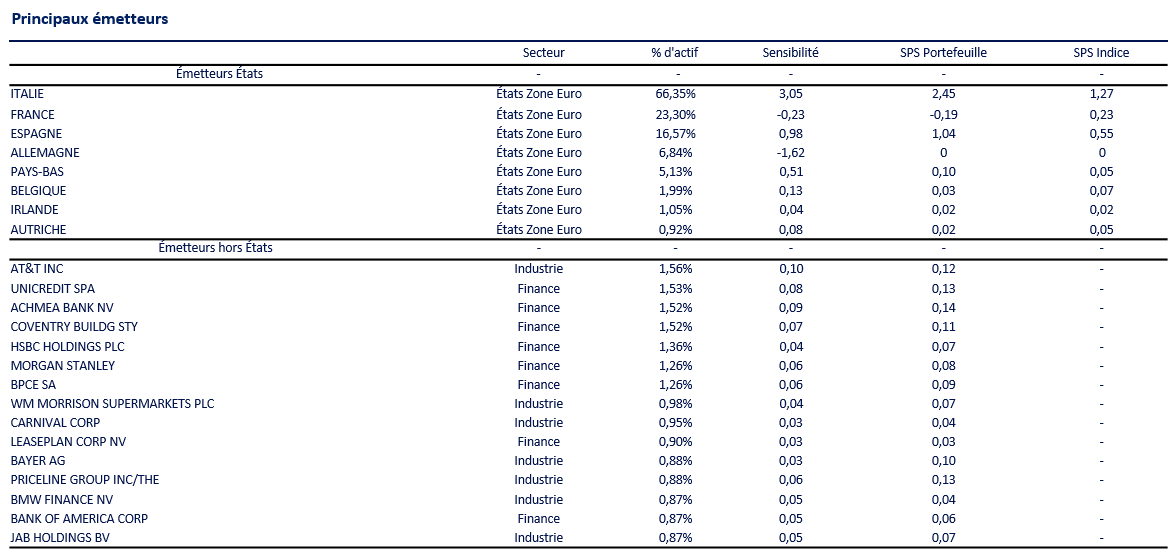 Principaux émetteurs
Secteur % d'actif Sensibilité SPS Portefeuille SPS Indice
Émetteurs États - - - - -
ITALIE États Zone Euro 66,35% 3,05 2,45 1,27
FRANCE États Zone Euro 23,30% -0,23 -0,19 0,23
ESPAGNE États Zone Euro 16,57% 0,98 1,04 0,55
ALLEMAGNE États Zone Euro 6,84% -1,62 0 0
PAYS-BAS États Zone Euro 5,13% 0,51 0,10 0,05
BELGIQUE États Zone Euro 1,99% 0,13 0,03 0,07
IRLANDE États Zone Euro 1,05% 0,04 0,02 0,02
AUTRICHE États Zone Euro 0,92% 0,08 0,02 0,05
Émetteurs hors États - - - - -
AT&T INC Industrie 1,56% 0,10 0,12 -
UNICREDIT SPA Finance 1,53% 0,08 0,13 -
ACHMEA BANK NV Finance 1,52% 0,09 0,14 -
COVENTRY BUILDG STY Finance 1,52% 0,07 0,11 -
HSBC HOLDINGS PLC Finance 1,36% 0,04 0,07 -
MORGAN STANLEY Finance 1,26% 0,06 0,08 -
BPCE SA Finance 1,26% 0,06 0,09 -
WM MORRISON SUPERMARKETS PLC Industrie 0,98% 0,04 0,07 -
CARNIVAL CORP Industrie 0,95% 0,03 0,04 -
LEASEPLAN CORP NV Finance 0,90% 0,03 0,03 -
BAYER AG Industrie 0,88% 0,03 0,10 -
PRICELINE GROUP INC/THE Industrie 0,88% 0,06 0,13 -
BMW FINANCE NV Industrie 0,87% 0,05 0,04 -
BANK OF AMERICA CORP Finance 0,87% 0,05 0,06 -
JAB HOLDINGS BV Industrie 0,87% 0,05 0,07 -